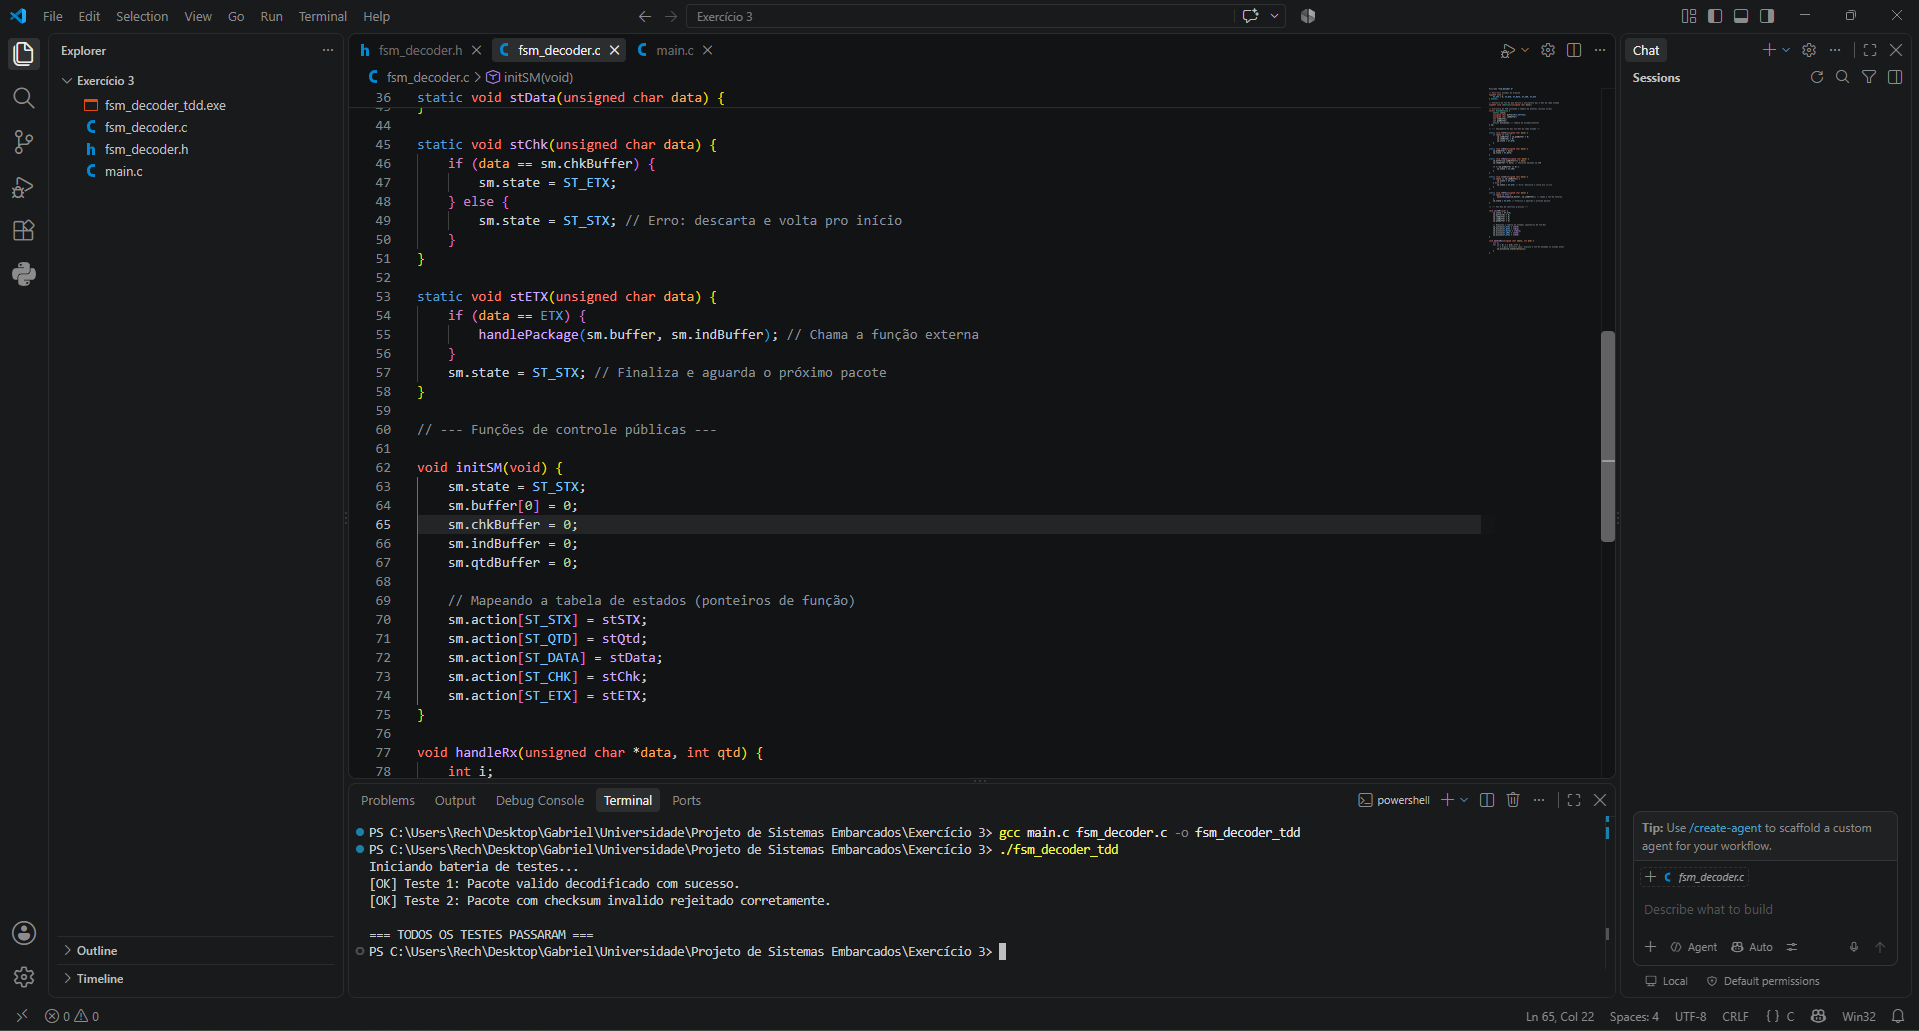 File Edit Selection View Go Run Terminal Help
Exercício 3
Explorer
Exercício 3
fsm_decoder_tdd.exe
fsm_decoder.c
fsm_decoder.h
main.c
Outline
Timeline
fsm_decoder.h fsm_decoder.c main.c
fsm_decoder.c > initSM(void)
36 static void stData(unsigned char data) {
}
44
45 static void stChk(unsigned char data) {
46 if (data == sm.chkBuffer) {
47 sm.state = ST_ETX;
48 } else {
49 sm.state = ST_STX; // Erro: descarta e volta pro início
50 }
51 }
52
53 static void stETX(unsigned char data) {
54 if (data == ETX) {
55 handlePackage(sm.buffer, sm.indBuffer); // Chama a função externa
56 }
57 sm.state = ST_STX; // Finaliza e aguarda o próximo pacote
58 }
59
60 // --- Funções de controle públicas ---
61
62 void initSM(void) {
63 sm.state = ST_STX;
64 sm.buffer[0] = 0;
65 sm.chkBuffer = 0;
66 sm.indBuffer = 0;
67 sm.qtdBuffer = 0;
68
69 // Mapeando a tabela de estados (ponteiros de função)
70 sm.action[ST_STX] = stSTX;
71 sm.action[ST_QTD] = stQtd;
72 sm.action[ST_DATA] = stData;
73 sm.action[ST_CHK] = stChk;
74 sm.action[ST_ETX] = stETX;
75 }
76
77 void handleRx(unsigned char *data, int qtd) {
78 int i;
Problems Output Debug Console Terminal Ports
powershell
PS C:\Users\Rech\Desktop\Gabriel\Universidade\Projeto de Sistemas Embarcados\Exercício 3> gcc main.c fsm_decoder.c -o fsm_decoder_tdd
PS C:\Users\Rech\Desktop\Gabriel\Universidade\Projeto de Sistemas Embarcados\Exercício 3> ./fsm_decoder_tdd
Iniciando bateria de testes...
[OK] Teste 1: Pacote valido decodificado com sucesso.
[OK] Teste 2: Pacote com checksum invalido rejeitado corretamente.
=== TODOS OS TESTES PASSARAM ===
PS C:\Users\Rech\Desktop\Gabriel\Universidade\Projeto de Sistemas Embarcados\Exercício 3>
Chat
Sessions
Tip: Use /create-agent to scaffold a custom
agent for your workflow.
fsm_decoder.c
Describe what to build
Agent Auto
Local Default permissions
0 0
Ln 65, Col 22 Spaces: 4 UTF-8 CRLF { } C Win32